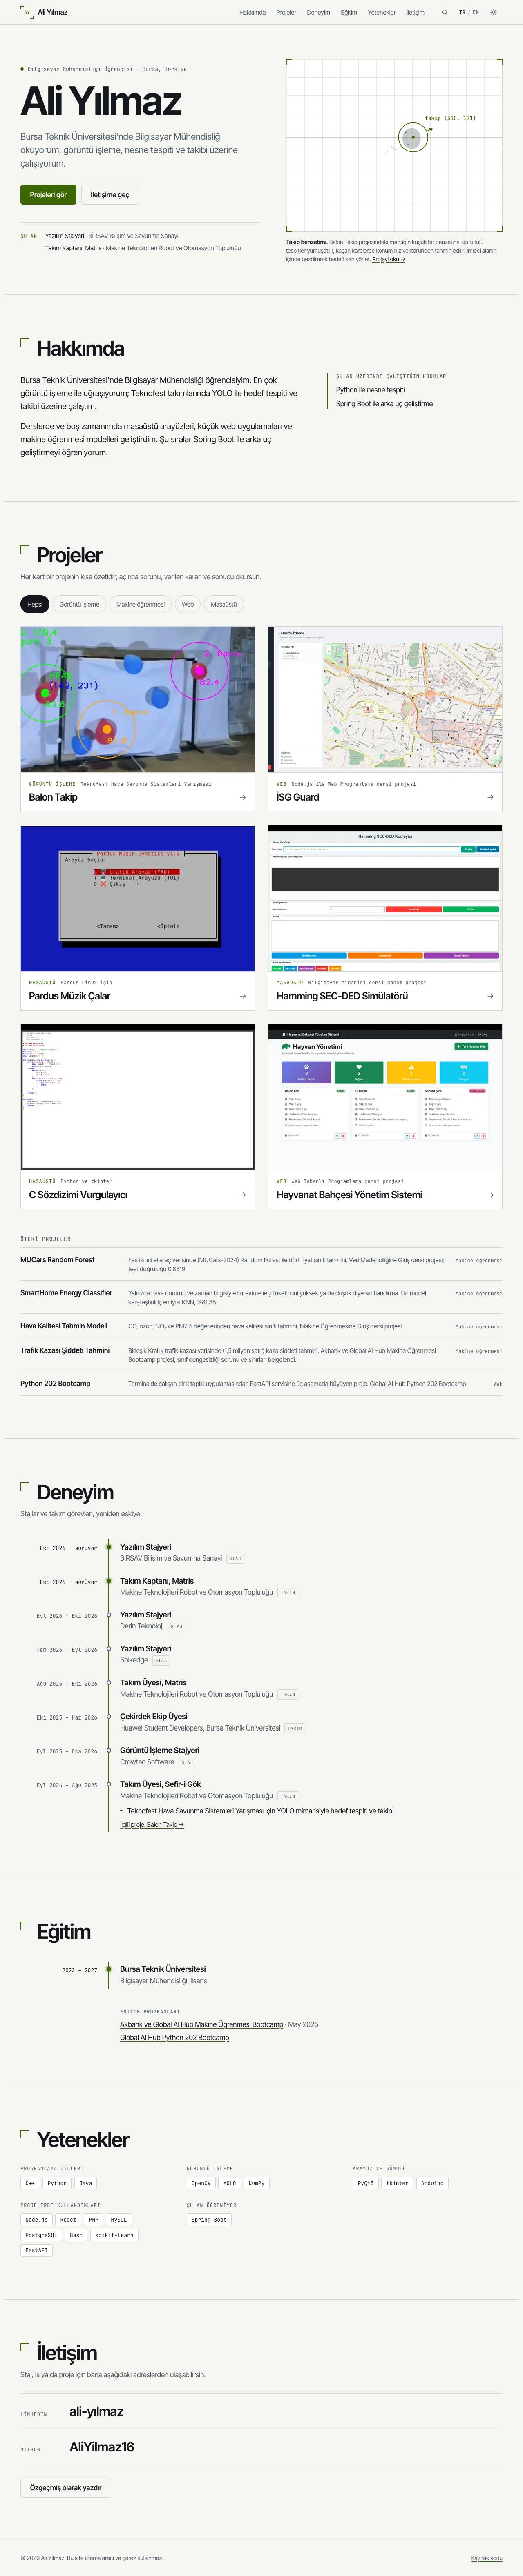 AY Ali Yılmaz
Hakkımda Projeler Deneyim Eğitim Yetenekler İletişim TR / EN
Bilgisayar Mühendisliği Öğrencisi · Bursa, Türkiye
Ali Yılmaz
Bursa Teknik Üniversitesi'nde Bilgisayar Mühendisliği
okuyorum; görüntü işleme, nesne tespiti ve takibi üzerine
çalışıyorum.
Projeleri gör İletişime geç
ŞU AN Yazılım Stajyeri · BİRSAV Bilişim ve Savunma Sanayi
Takım Kaptanı, Matris · Makine Teknolojileri Robot ve Otomasyon Topluluğu
takip (310, 191)
Takip benzetimi. Balon Takip projesindeki mantığın küçük bir benzetimi: gürültülü
tespitler yumuşatılır, kaçan karelerde konum hız vektöründen tahmin edilir. İmleci alanın
içinde gezdirerek hedefi sen yönet. Projeyi oku →
Hakkımda
Bursa Teknik Üniversitesi'nde Bilgisayar Mühendisliği öğrencisiyim. En çok
görüntü işleme ile uğraşıyorum; Teknofest takımlarında YOLO ile hedef tespiti ve
takibi üzerine çalıştım.
Derslerde ve boş zamanımda masaüstü arayüzleri, küçük web uygulamaları ve
makine öğrenmesi modelleri geliştirdim. Şu sıralar Spring Boot ile arka uç
geliştirmeyi öğreniyorum.
ŞU AN ÜZERİNDE ÇALIŞTIĞIM KONULAR
Python ile nesne tespiti
Spring Boot ile arka uç geliştirme
Projeler
Her kart bir projenin kısa özetidir; açınca sorunu, verilen kararı ve sonucu okursun.
Hepsi Görüntü işleme Makine öğrenmesi Web Masaüstü
(142, 231)
82.4
GÖRÜNTÜ İŞLEME Teknofest Hava Savunma Sistemleri Yarışması
Balon Takip →
Harita İzleme
WEB Node.js ile Web Programlama dersi projesi
İSG Guard →
Pardus Müzik Oynatıcı v1.0
Arayüz Seçin:
G Grafik Arayüz (YAD)
T Terminal Arayüzü (TUI)
Q Çıkış
<Tamam> <İptal>
MASAÜSTÜ Pardus Linux için
Pardus Müzik Çalar →
Hamming SEC-DED Kodlayıcı
MASAÜSTÜ Bilgisayar Mimarisi dersi dönem projesi
Hamming SEC-DED Simülatörü →
MASAÜSTÜ Python ve tkinter
C Sözdizimi Vurgulayıcı →
Hayvanat Bahçesi Yönetim Sistemi
Hayvan Yönetimi
WEB Web Tabanlı Programlama dersi projesi
Hayvanat Bahçesi Yönetim Sistemi →
ÖTEKİ PROJELER
MUCars Random Forest Fas ikinci el araç verisinde (MUCars-2024) Random Forest ile dört fiyat sınıfı tahmini. Veri Madenciliğine Giriş dersi projesi; Makine öğrenmesi
test doğruluğu 0,8519.
SmartHome Energy Classifier Yalnızca hava durumu ve zaman bilgisiyle bir evin enerji tüketimini yüksek ya da düşük diye sınıflandırma. Üç model Makine öğrenmesi
karşılaştırıldı; en iyisi KNN, %81,38.
Hava Kalitesi Tahmin Modeli CO, ozon, NO₂ ve PM2.5 değerlerinden hava kalitesi sınıfı tahmini. Makine Öğrenmesine Giriş dersi projesi. Makine öğrenmesi
Trafik Kazası Şiddeti Tahmini Birleşik Krallık trafik kazası verisinde (1,5 milyon satır) kaza şiddeti tahmini. Akbank ve Global AI Hub Makine Öğrenmesi Makine öğrenmesi
Bootcamp projesi; sınıf dengesizliği sorunu ve sınırları belgelendi.
Python 202 Bootcamp Terminalde çalışan bir kitaplık uygulamasından FastAPI servisine üç aşamada büyüyen proje. Global AI Hub Python 202 Bootcamp. Web
Deneyim
Stajlar ve takım görevleri, yeniden eskiye.
Eki 2026 – sürüyor Yazılım Stajyeri
BİRSAV Bilişim ve Savunma Sanayi STAJ
Eki 2026 – sürüyor Takım Kaptanı, Matris
Makine Teknolojileri Robot ve Otomasyon Topluluğu TAKIM
Eyl 2026 – Eki 2026 Yazılım Stajyeri
Derin Teknoloji STAJ
Tem 2026 – Eyl 2026 Yazılım Stajyeri
Spikedge STAJ
Ağu 2025 – Eki 2026 Takım Üyesi, Matris
Makine Teknolojileri Robot ve Otomasyon Topluluğu TAKIM
Eki 2025 – Haz 2026 Çekirdek Ekip Üyesi
Huawei Student Developers, Bursa Teknik Üniversitesi TAKIM
Eyl 2025 – Oca 2026 Görüntü İşleme Stajyeri
Crowtec Software STAJ
Eyl 2024 – Ağu 2025 Takım Üyesi, Sefir-i Gök
Makine Teknolojileri Robot ve Otomasyon Topluluğu TAKIM
– Teknofest Hava Savunma Sistemleri Yarışması için YOLO mimarisiyle hedef tespiti ve takibi.
İlgili proje: Balon Takip →
Eğitim
2022 – 2027 Bursa Teknik Üniversitesi
Bilgisayar Mühendisliği, lisans
EĞİTİM PROGRAMLARI
Akbank ve Global AI Hub Makine Öğrenmesi Bootcamp · May 2025
Global AI Hub Python 202 Bootcamp
Yetenekler
PROGRAMLAMA DİLLERİ
C++ Python Java
GÖRÜNTÜ İŞLEME
OpenCV YOLO NumPy
ARAYÜZ VE GÖMÜLÜ
PyQt5 tkinter Arduino
PROJELERDE KULLANDIKLARI
Node.js React PHP MySQL
PostgreSQL Bash scikit-learn
FastAPI
ŞU AN ÖĞRENİYOR
Spring Boot
İletişim
Staj, iş ya da proje için bana aşağıdaki adreslerden ulaşabilirsin.
LİNKEDİN ali-yılmaz
GİTHUB AliYilmaz16
Özgeçmiş olarak yazdır
© 2026 Ali Yılmaz. Bu site izleme aracı ve çerez kullanmaz. Kaynak kodu